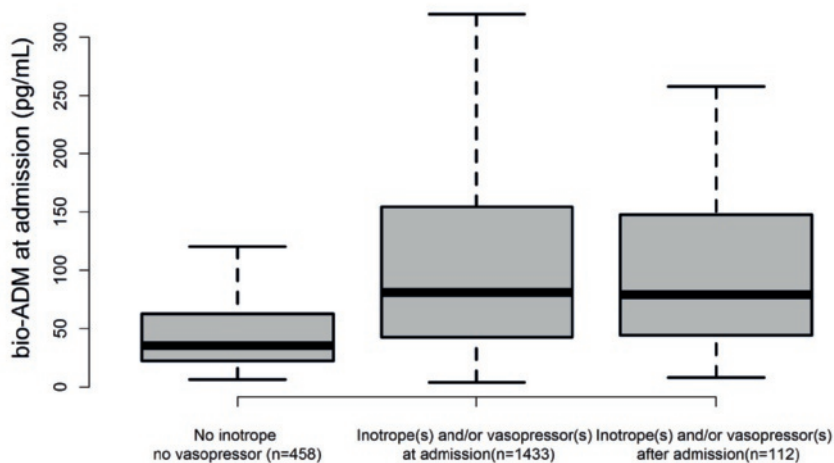 bio-ADM at admission (pg/mL)
300
250
200
150
100
50
0
No inotrope
no vasopressor (n=458)
Inotrope(s) and/or vasopressor(s)
at admission(n=1433)
Inotrope(s) and/or vasopressor(s)
after admission(n=112)